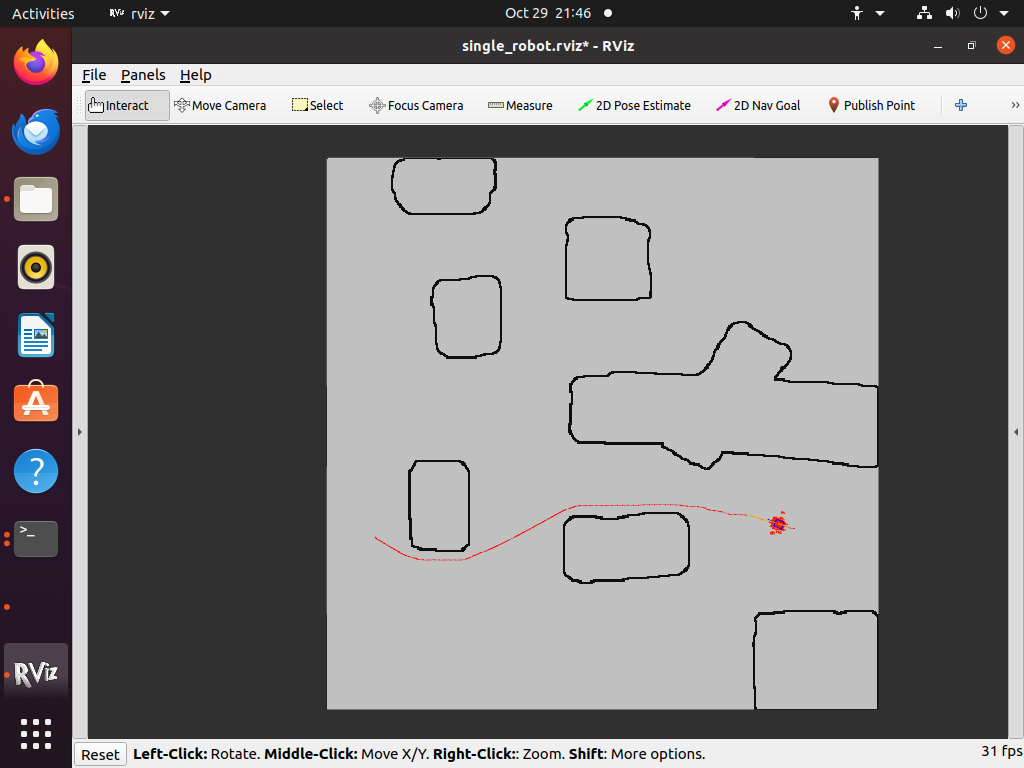 Activities RViz rviz Oct 29 21:46
single_robot.rviz* - RViz
File Panels Help
Interact Move Camera Select Focus Camera Measure 2D Pose Estimate 2D Nav Goal Publish Point »
>_
RViz
Reset Left-Click: Rotate. Middle-Click: Move X/Y. Right-Click:: Zoom. Shift: More options. 31 fps